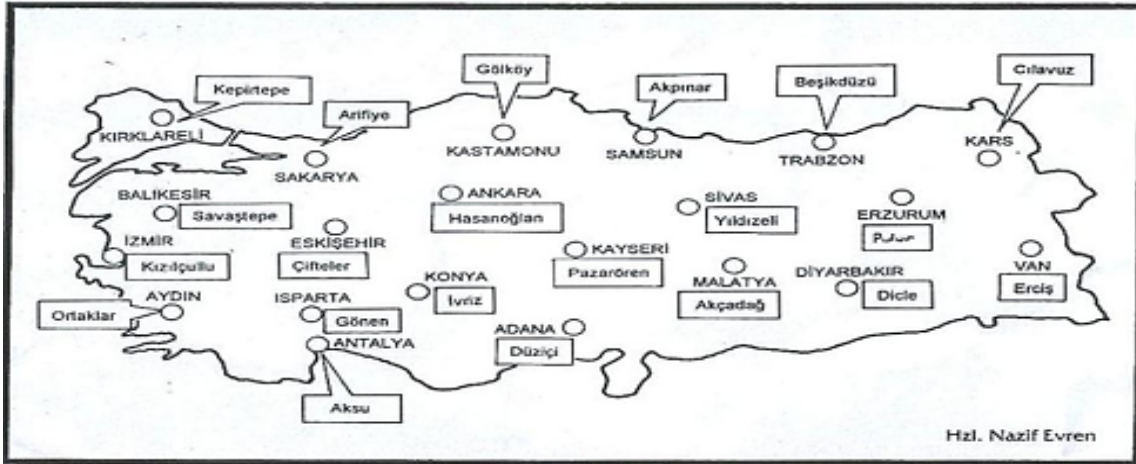 Kepirtepe
KIRKLARELİ
Arifiye
SAKARYA
Gölköy
KASTAMONU
Akpınar
SAMSUN
Beşikdüzü
TRABZON
Cılavuz
KARS
BALIKESİR
Savaştepe
ANKARA
Hasanoğlan
SİVAS
Yıldızeli
ERZURUM
İZMİR
Kızılçullu
ESKİŞEHİR
Çifteler
KAYSERİ
Pazarören
MALATYA
Akçadağ
DİYARBAKIR
Dicle
VAN
Erciş
AYDIN
Ortaklar
ISPARTA
Gönen
KONYA
İvriz
ADANA
Düziçi
ANTALYA
Aksu
Hzl. Nazif Evren